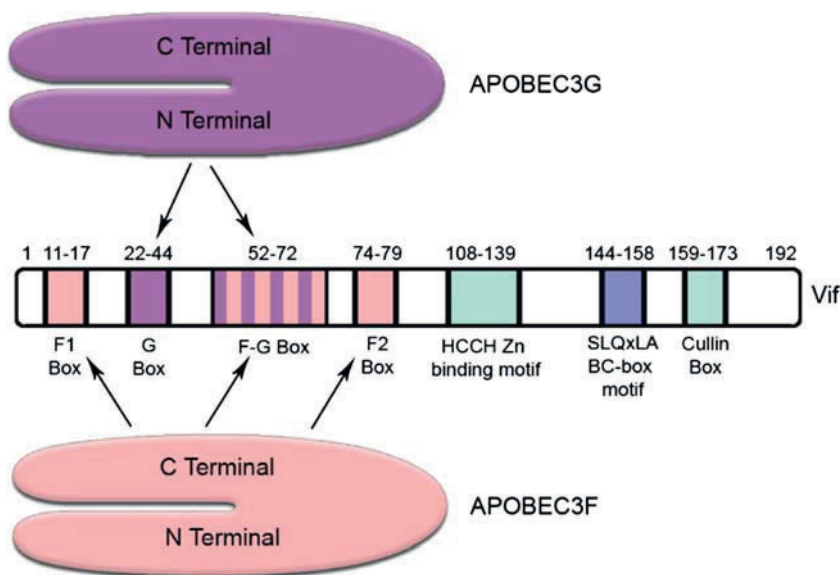 C Terminal
APOBEC3G
N Terminal
1 11-17 22-44 52-72 74-79 108-139 144-158 159-173 192
Vif
F1
Box
G
Box
F-G Box
F2
Box
HCCH Zn
binding motif
SLQxLA
BC-box
motif
Cullin
Box
C Terminal
APOBEC3F
N Terminal